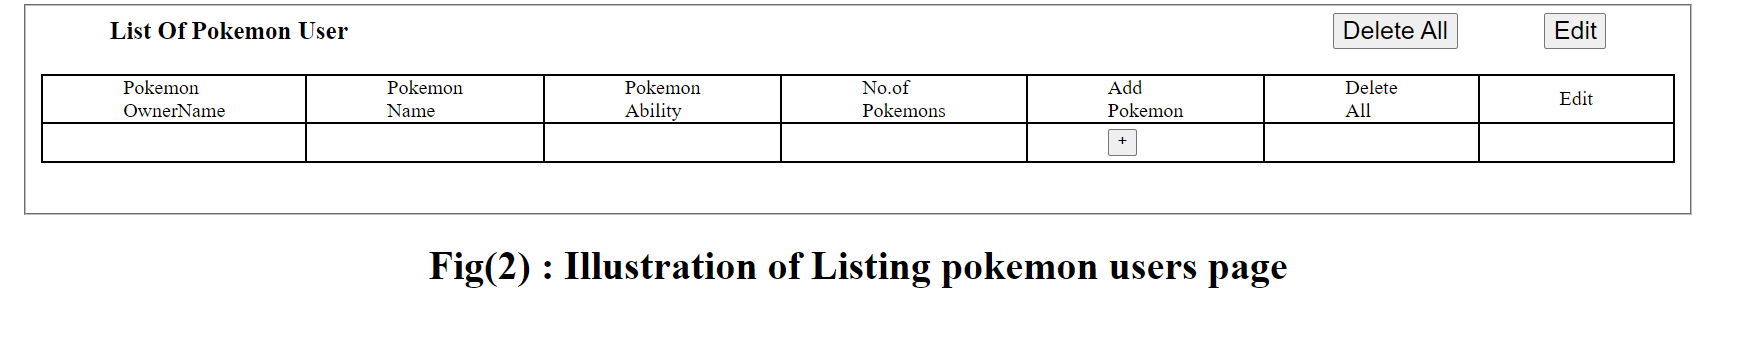 List Of Pokemon User
Delete All
Edit
Pokemon
OwnerName
Pokemon
Name
Pokemon
Ability
No.of
Pokemons
Add
Pokemon
Delete
All
Edit
+
Fig(2) : Illustration of Listing pokemon users page